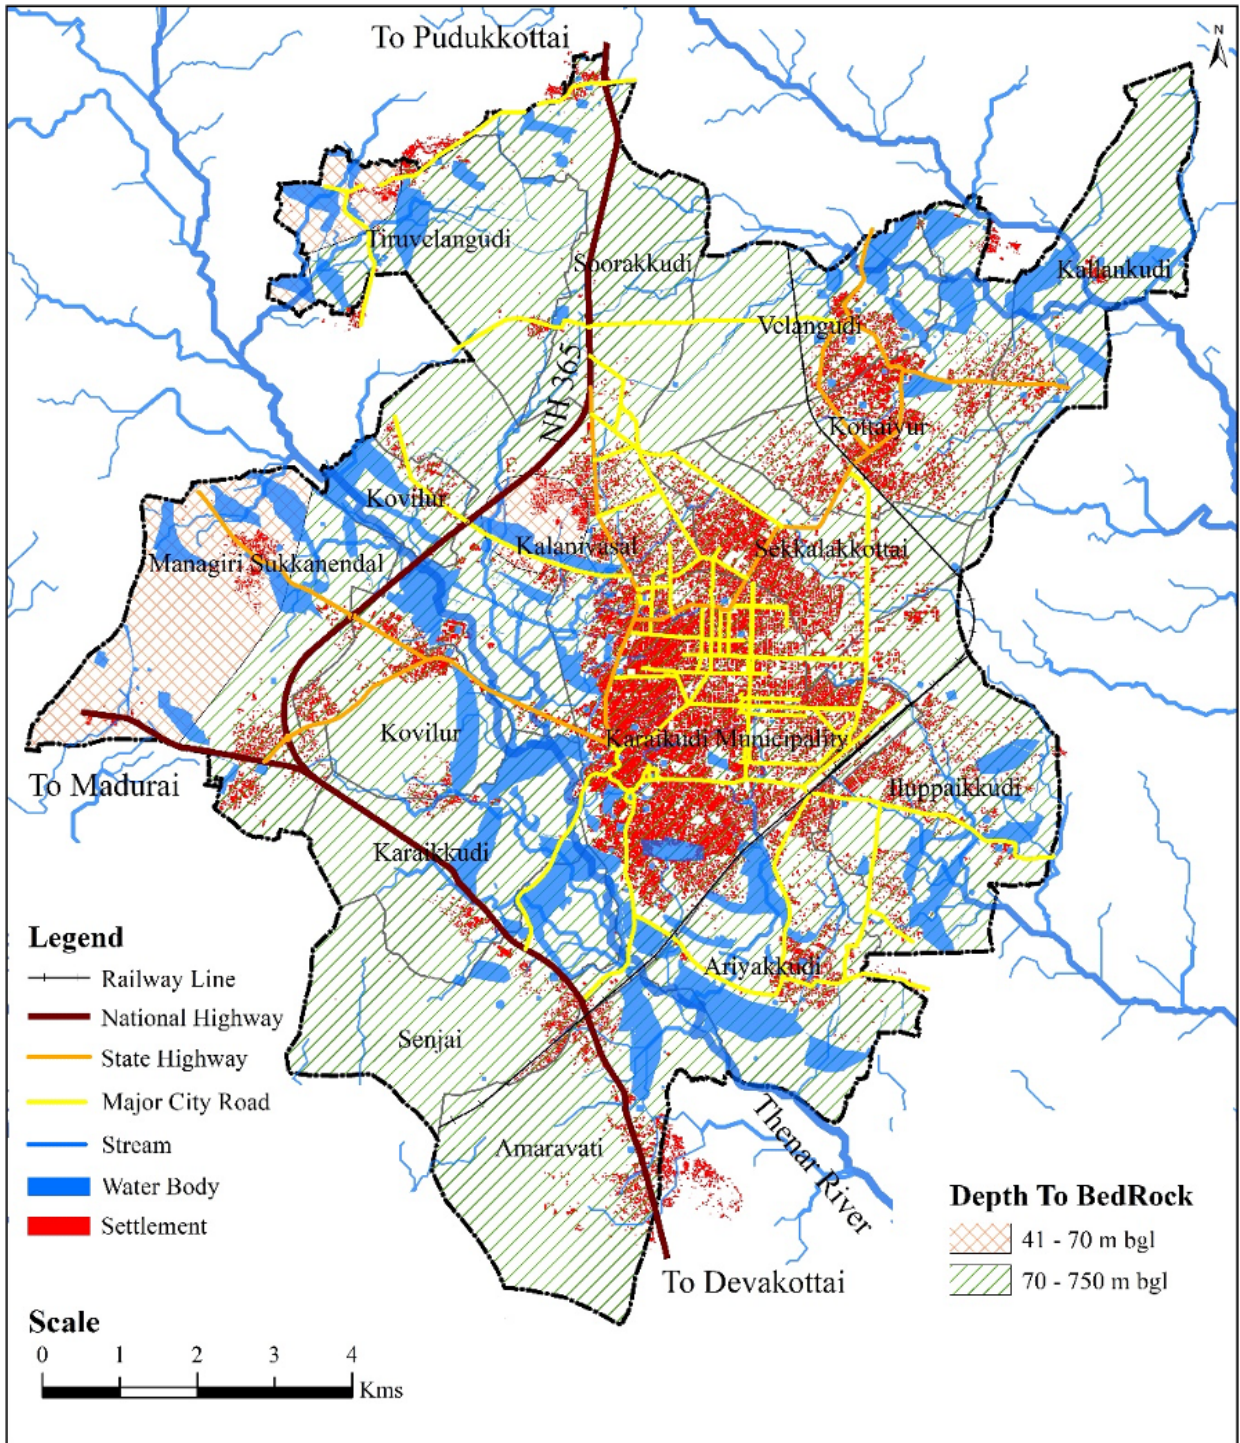 To Pudukkottai
N
Tiruvelangudi
Soorakkudi
Kallankudi
Velangudi
NH 365
Kottaiyur
Kovilur
Kalanivasal
Sekkalakkottai
Managiri Sukkanendal
Kovilur
Karaikudi Municipality
To Madurai
Iluppaikkudi
Karaikkudi
Ariyakkudi
Senjai
Amaravati
Thenar River
To Devakottai
Legend
Railway Line
National Highway
State Highway
Major City Road
Stream
Water Body
Settlement
Depth To BedRock
41 - 70 m bgl
70 - 750 m bgl
Scale
0 1 2 3 4
Kms